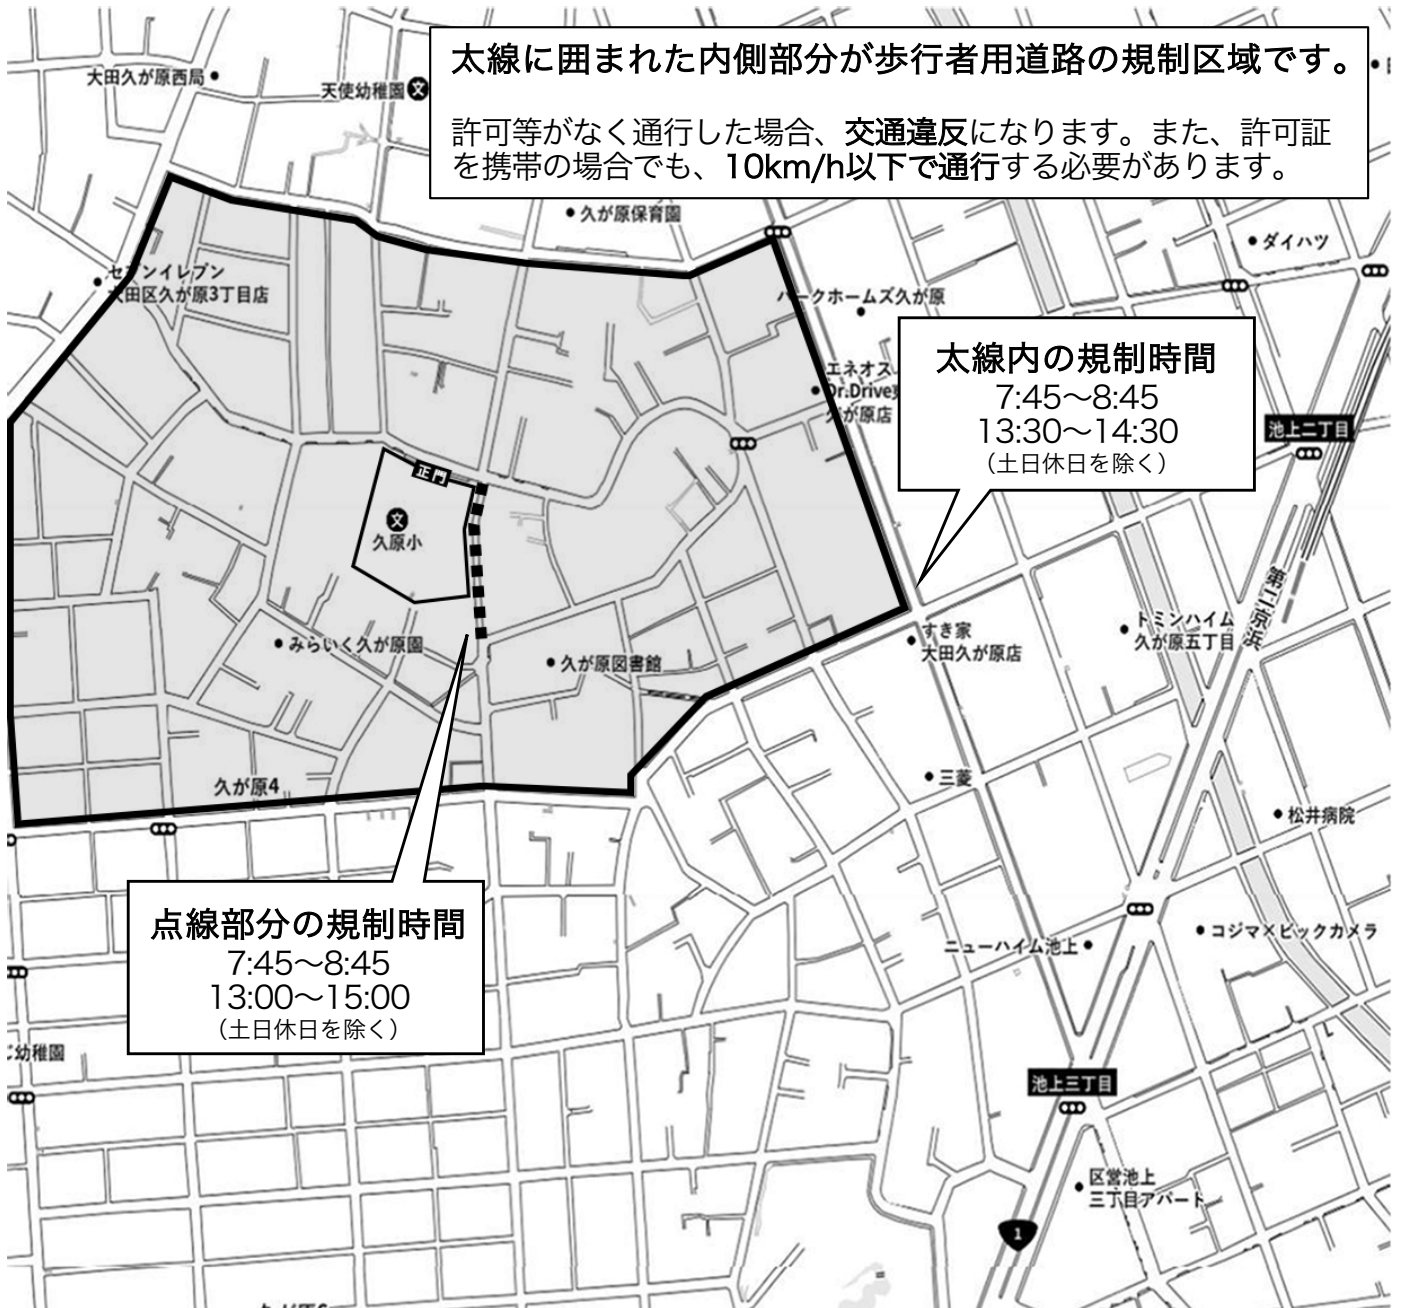 太線に囲まれた内側部分が歩行者用道路の規制区域です。
許可等がなく通行した場合、交通違反になります。また、許可証
を携帯の場合でも、10km/h以下で通行する必要があります。
大田久が原西局
天使幼稚園
文
久が原保育園
ダイハツ
セブンイレブン
大田区久が原3丁目店
パークホームズ久が原
太線内の規制時間
7:45〜8:45
13:30〜14:30
（土日休日を除く）
エネオス
Dr.Drive
久が原店
池上二丁目
正門
文
久原小
第二京浜
みらいく久が原園
久が原図書館
すき家
大田久が原店
トミンハイム
久が原五丁目
久が原4
三菱
松井病院
点線部分の規制時間
7:45〜8:45
13:00〜15:00
（土日休日を除く）
ニューハイム池上
コジマ×ビックカメラ
幼稚園
池上三丁目
区営池上
三丁目アパート
1